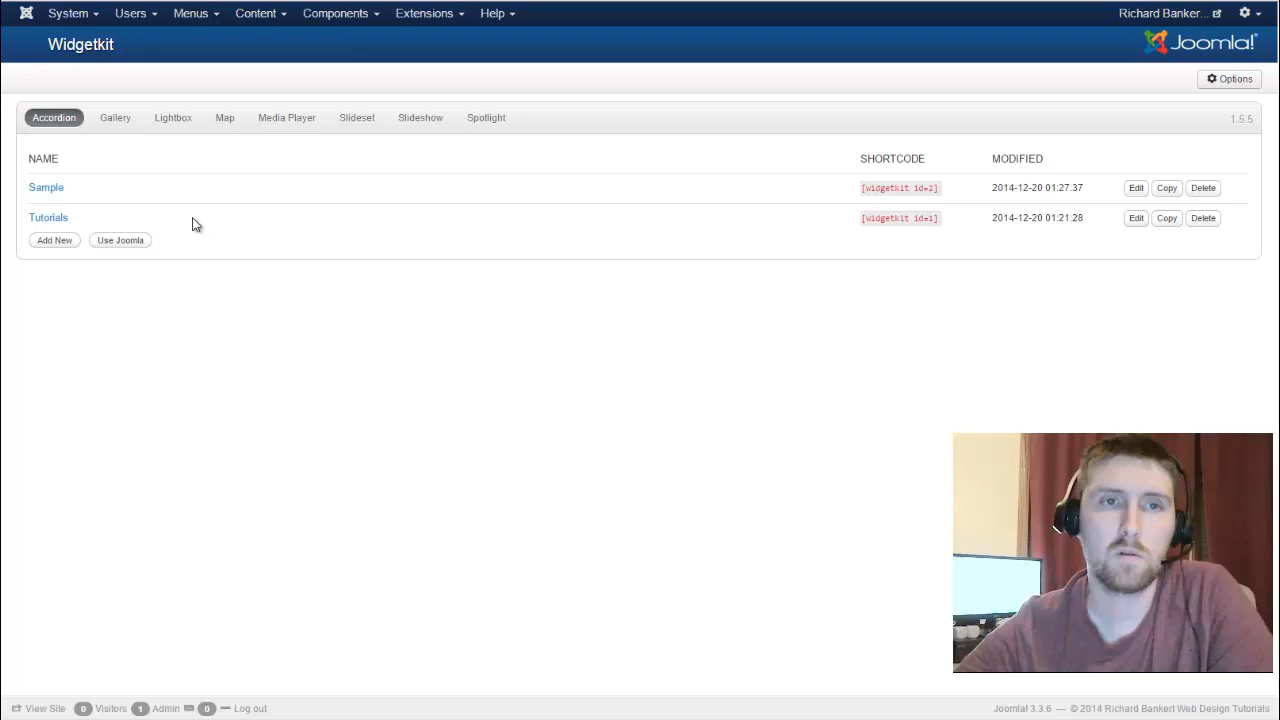 System Users Menus Content Components Extensions Help Richard Banker...
Widgetkit Joomla!
Options
Accordion Gallery Lightbox Map Media Player Slideset Slideshow Spotlight 1.5.5
NAME SHORTCODE MODIFIED
Sample [widgetkit id=2] 2014-12-20 01:27.37 Edit Copy Delete
Tutorials [widgetkit id=1] 2014-12-20 01:21.28 Edit Copy Delete
Add New Use Joomla
View Site 0 Visitors 1 Admin 0 Log out Joomla! 3.3.6 — © 2014 Richard Bankert Web Design Tutorials